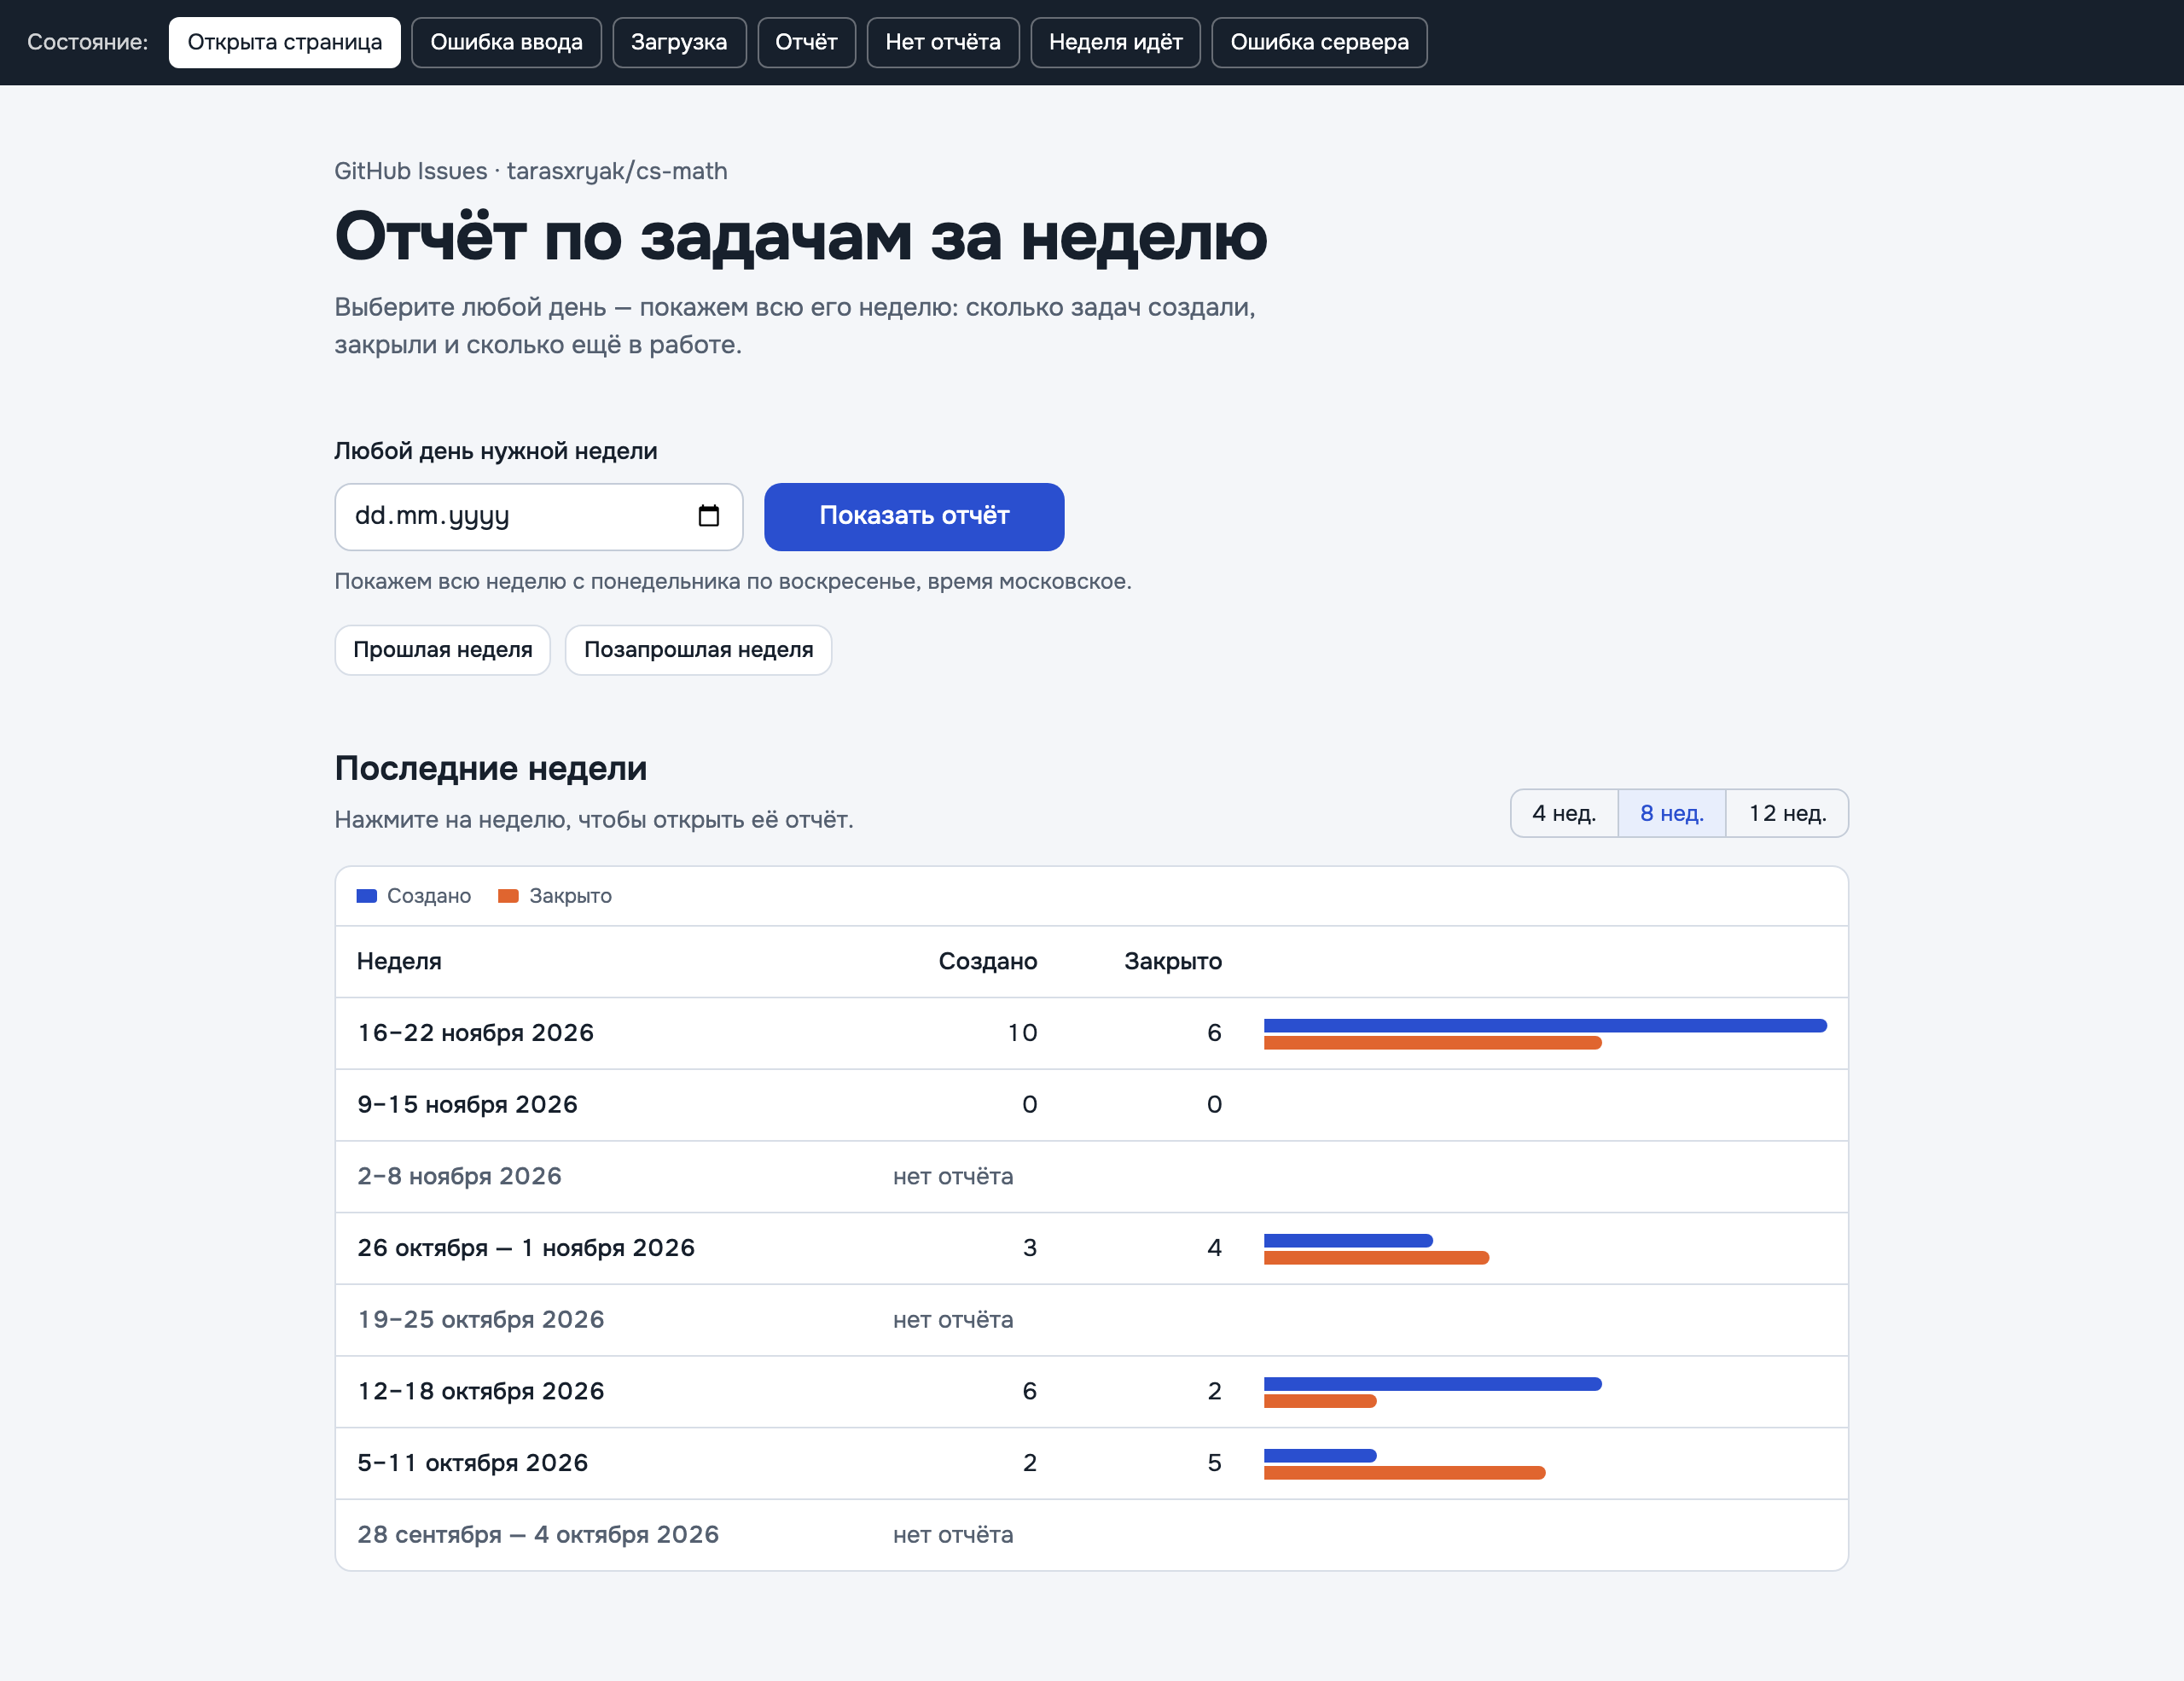 Состояние: Открыта страница Ошибка ввода Загрузка Отчёт Нет отчёта Неделя идёт Ошибка сервера
GitHub Issues · tarasxryak/cs-math
Отчёт по задачам за неделю
Выберите любой день — покажем всю его неделю: сколько задач создали,
закрыли и сколько ещё в работе.
Любой день нужной недели
dd.mm.yyyy Показать отчёт
Покажем всю неделю с понедельника по воскресенье, время московское.
Прошлая неделя Позапрошлая неделя
Последние недели
Нажмите на неделю, чтобы открыть её отчёт.
4 нед. 8 нед. 12 нед.
Создано Закрыто
Неделя Создано Закрыто
16–22 ноября 2026 10 6
9–15 ноября 2026 0 0
2–8 ноября 2026 нет отчёта
26 октября — 1 ноября 2026 3 4
19–25 октября 2026 нет отчёта
12–18 октября 2026 6 2
5–11 октября 2026 2 5
28 сентября — 4 октября 2026 нет отчёта